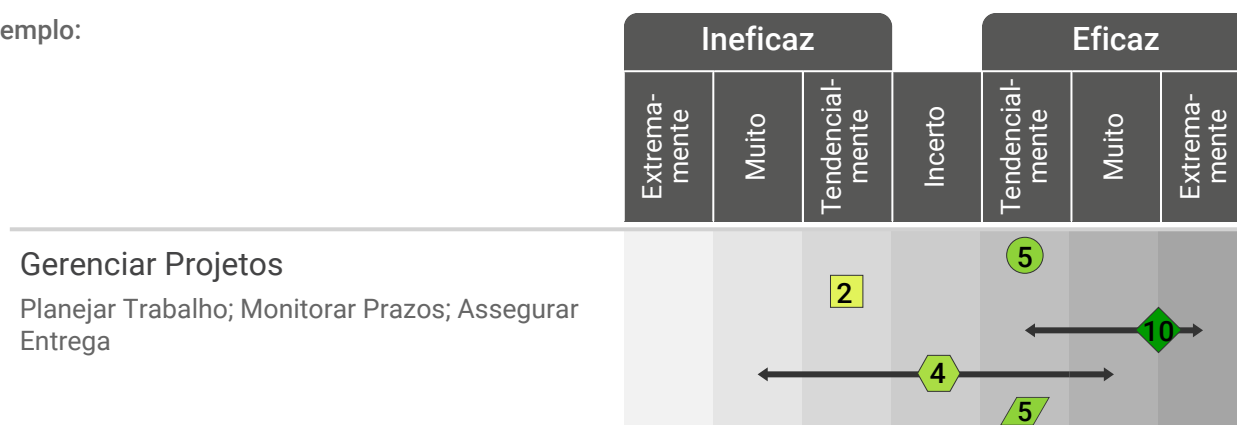 emplo:
Ineficaz
Eficaz
Extrema-
mente
Muito
Tendencial-
mente
Incerto
Tendencial-
mente
Muito
Extrema-
mente
Gerenciar Projetos
Planejar Trabalho; Monitorar Prazos; Assegurar
Entrega
5
2
10
4
5